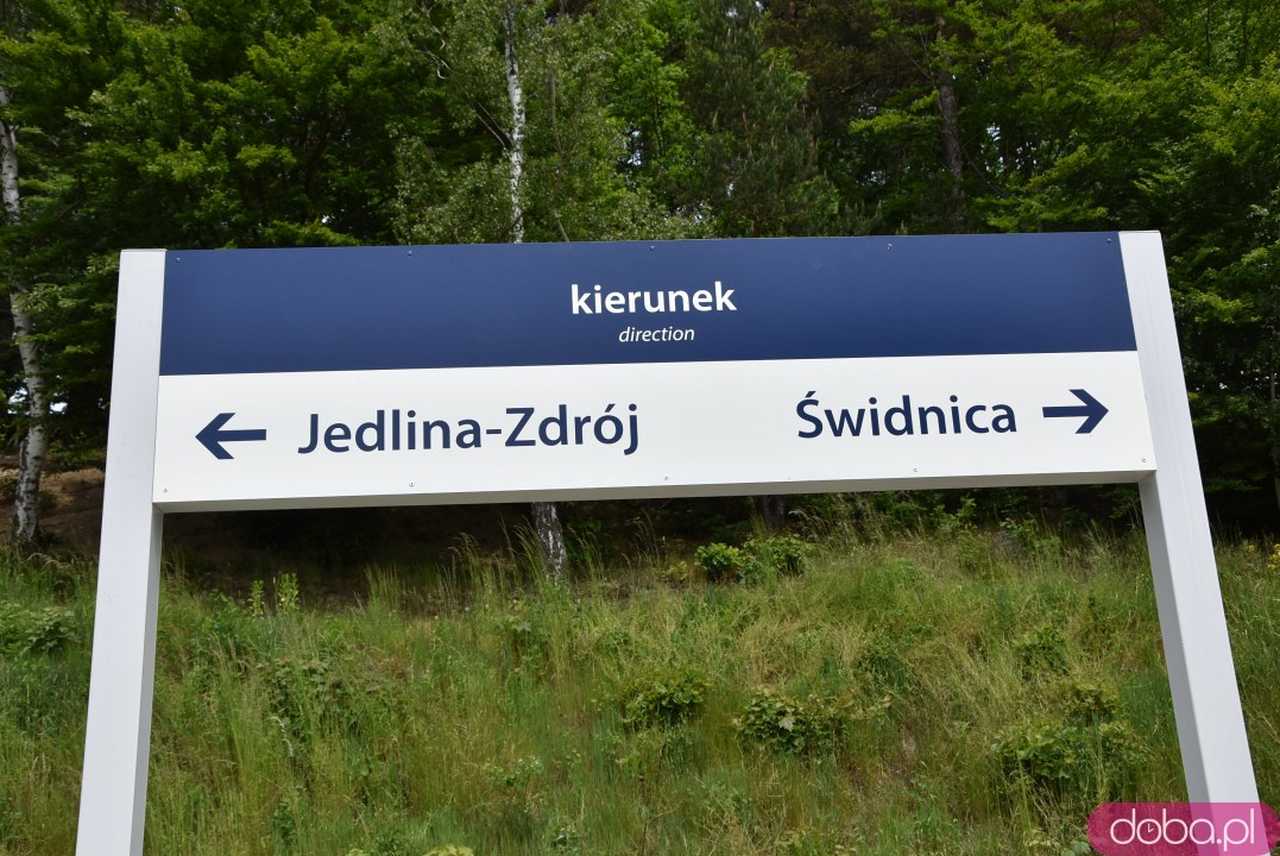 kierunek
direction
← Jedlina-Zdrój Świdnica →
doba.pl